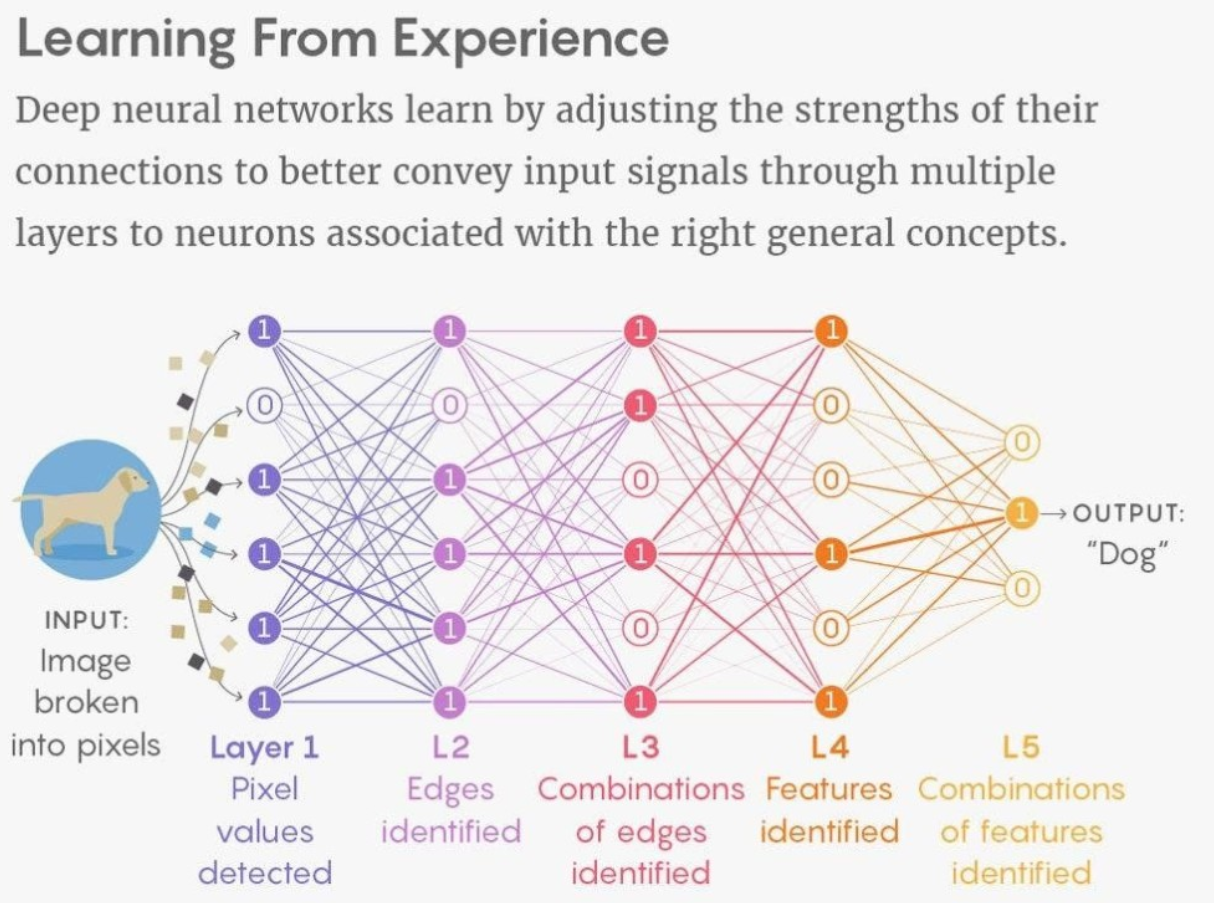 Learning From Experience
Deep neural networks learn by adjusting the strengths of their
connections to better convey input signals through multiple
layers to neurons associated with the right general concepts.
1 1 1 1
0 0 1 0
0
1 1 0 0
1
1 1 1 1
0
1 1 0 0
1 1 1 1
INPUT:
Image
broken
into pixels
OUTPUT:
"Dog"
Layer 1
Pixel
values
detected
L2
Edges
identified
L3
Combinations
of edges
identified
L4
Features
identified
L5
Combinations
of features
identified